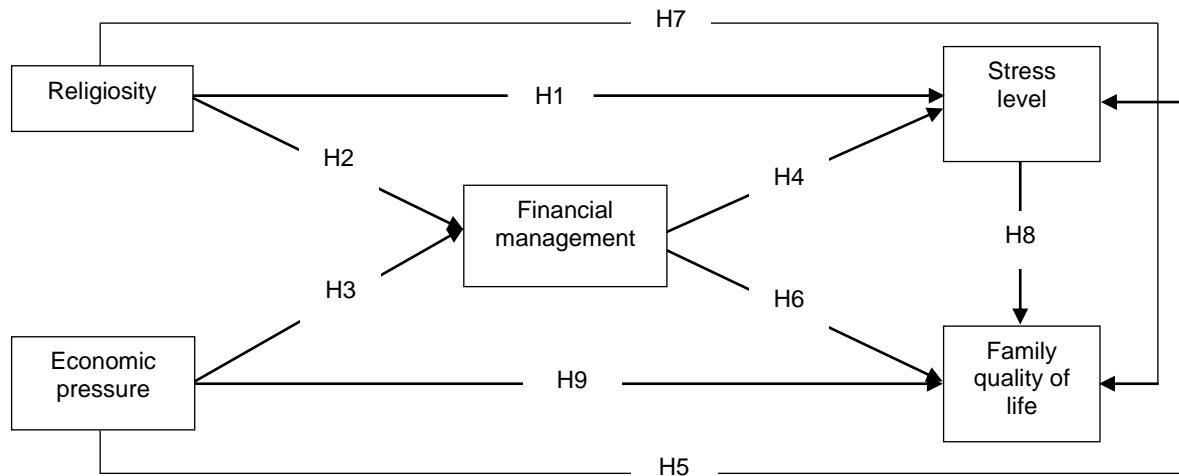 H7
Religiosity
H1
Stress
level
H2
H4
Financial
management
H8
H3
H6
Economic
pressure
H9
Family
quality of
life
H5